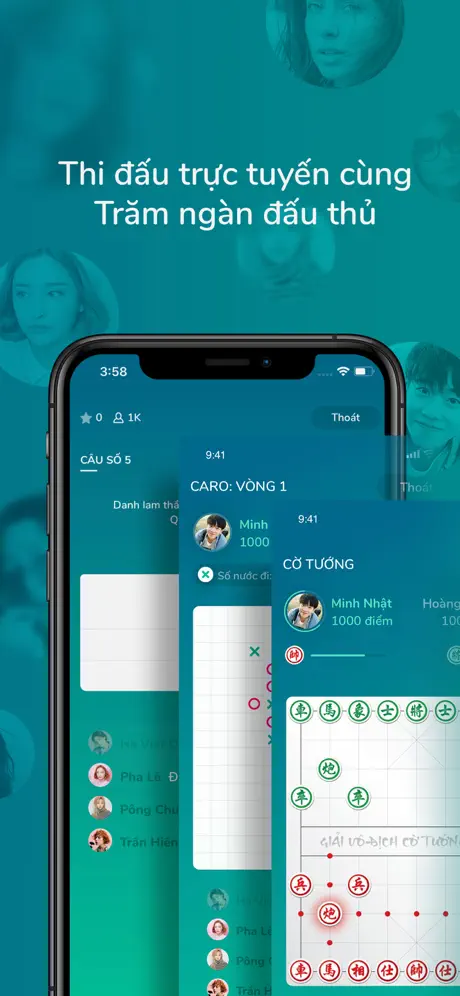 Thi đấu trực tuyến cùng
Trăm ngàn đấu thủ
3:58
0 1K Thoát
CÂU SỐ 5
Danh lam thắ
Q
Pha Lê Đ
Pông Chu
Trần Hiền
9:41
Thoát
CARO: VÒNG 1
Minh
1000
Số nước đi:
Pha L
Pông
Trần H
9:41
CỜ TƯỚNG
Minh Nhật Hoàng
1000 điểm 100
帥
車 馬 象 士 將 士
炮
卒 卒
GIẢI VÔ ĐỊCH CỜ TƯỚNG
兵 兵
炮
車 馬 相 仕 帥 仕